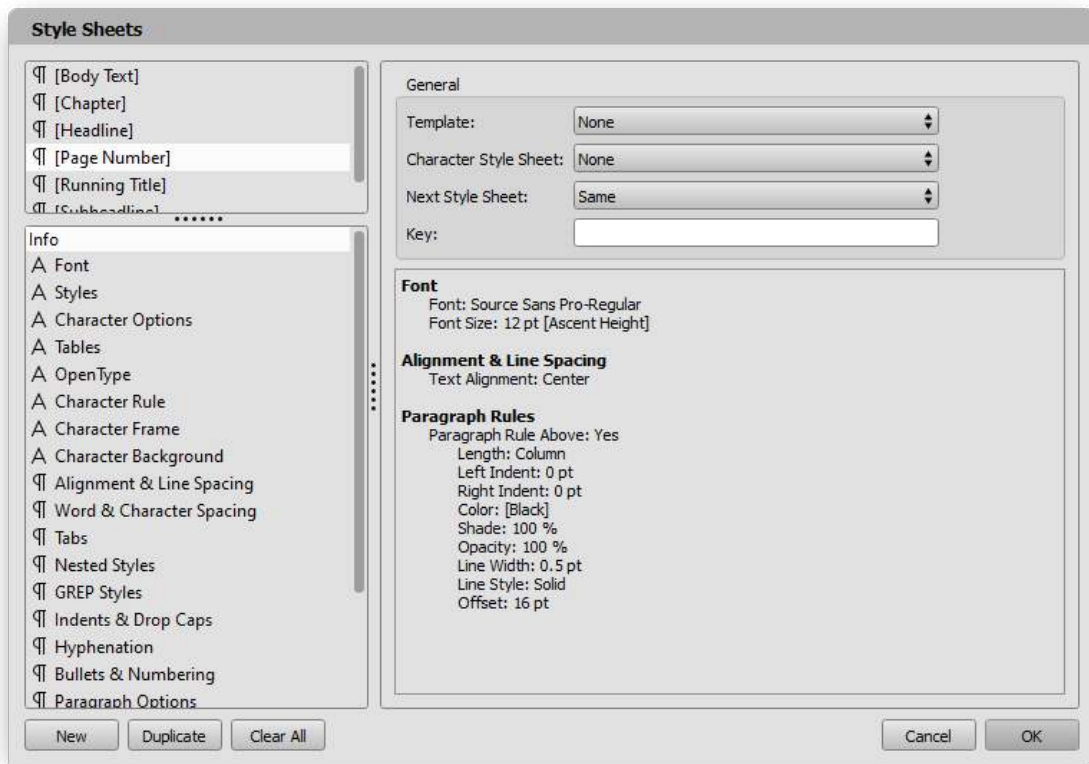 Style Sheets
¶ [Body Text]
¶ [Chapter]
¶ [Headline]
¶ [Page Number]
¶ [Running Title]
¶ [Subheadline]
Info
A Font
A Styles
A Character Options
A Tables
A OpenType
A Character Rule
A Character Frame
A Character Background
¶ Alignment & Line Spacing
¶ Word & Character Spacing
¶ Tabs
¶ Nested Styles
¶ GREP Styles
¶ Indents & Drop Caps
¶ Hyphenation
¶ Bullets & Numbering
¶ Paragraph Options
General
Template: None
Character Style Sheet: None
Next Style Sheet: Same
Key:
Font
Font: Source Sans Pro-Regular
Font Size: 12 pt [Ascent Height]
Alignment & Line Spacing
Text Alignment: Center
Paragraph Rules
Paragraph Rule Above: Yes
Length: Column
Left Indent: 0 pt
Right Indent: 0 pt
Color: [Black]
Shade: 100 %
Opacity: 100 %
Line Width: 0.5 pt
Line Style: Solid
Offset: 16 pt
New Duplicate Clear All Cancel OK